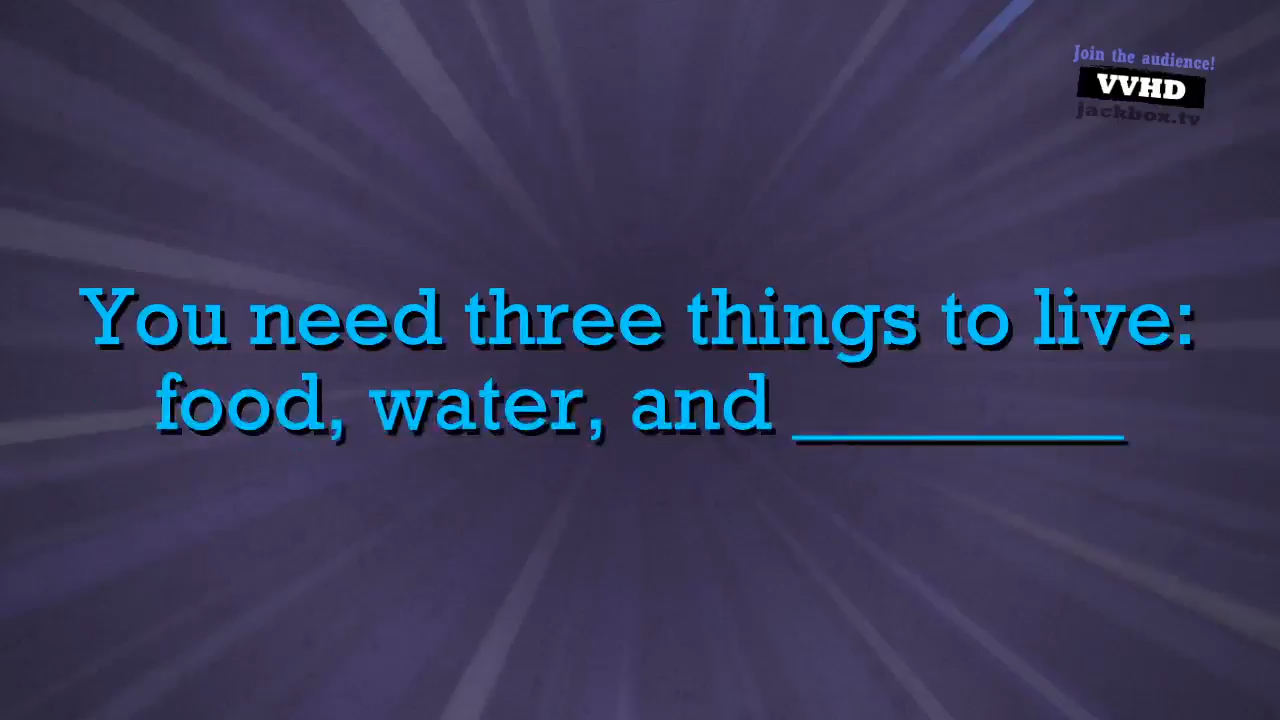 Join the audience!
VVHD
jackbox.tv
You need three things to live:
food, water, and ________